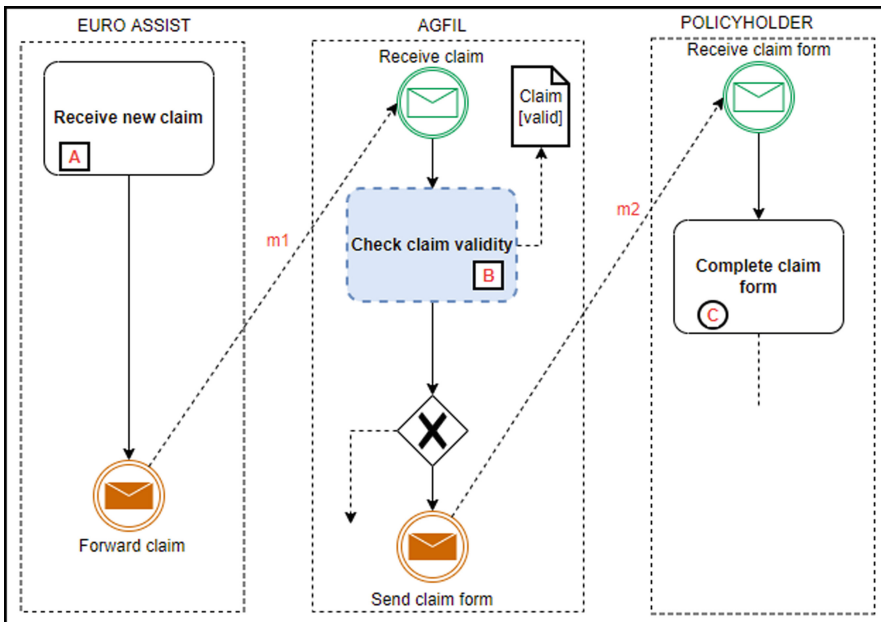 EURO ASSIST
AGFIL
POLICYHOLDER
Receive new claim
A
Forward claim
m1
Receive claim
Claim
[valid]
Check claim validity
B
Send claim form
m2
Receive claim form
Complete claim
form
C